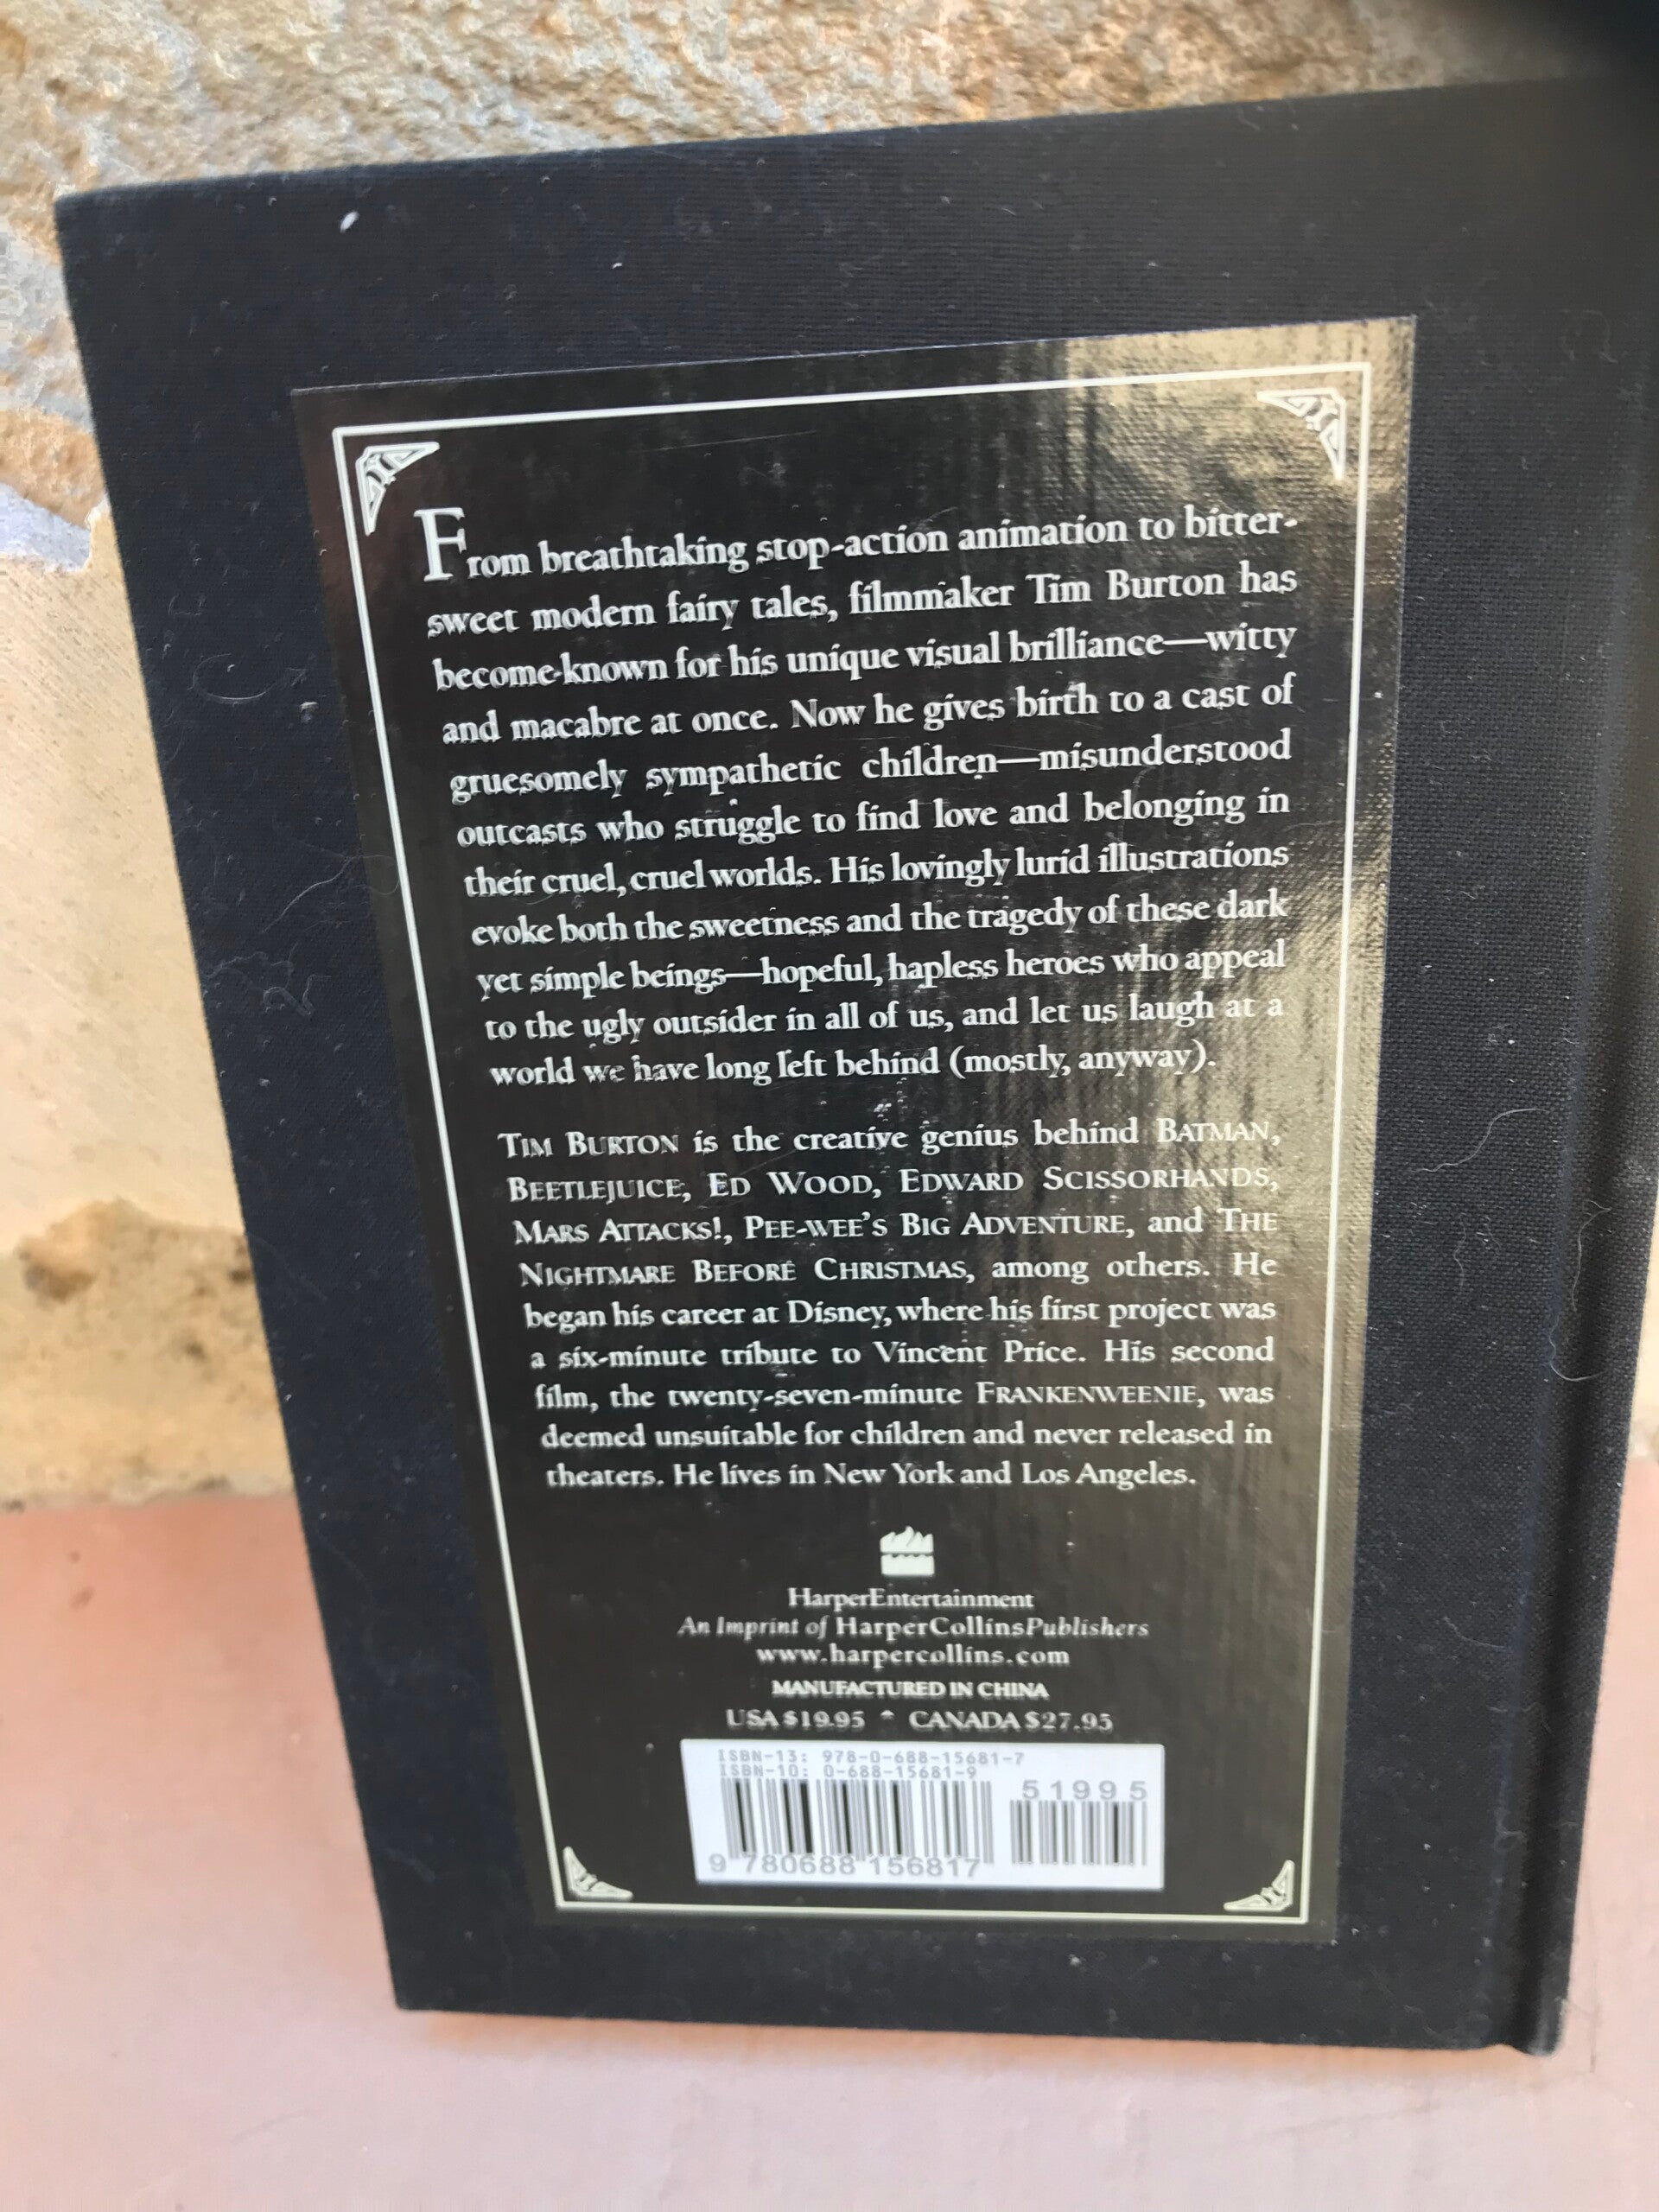 From breathtaking stop-action animation to bitter-
sweet modern fairy tales, filmmaker Tim Burton has
become known for his unique visual brilliance—witty
and macabre at once. Now he gives birth to a cast of
gruesomely sympathetic children—misunderstood
outcasts who struggle to find love and belonging in
their cruel, cruel worlds. His lovingly lurid illustrations
evoke both the sweetness and the tragedy of these dark
yet simple beings—hopeful, hapless heroes who appeal
to the ugly outsider in all of us, and let us laugh at a
world we have long left behind (mostly, anyway).
TIM BURTON is the creative genius behind BATMAN,
BEETLEJUICE, ED WOOD, EDWARD SCISSORHANDS,
MARS ATTACKS!, PEE-WEE'S BIG ADVENTURE, and THE
NIGHTMARE BEFORE CHRISTMAS, among others. He
began his career at Disney, where his first project was
a six-minute tribute to Vincent Price. His second
film, the twenty-seven-minute FRANKENWEENIE, was
deemed unsuitable for children and never released in
theaters. He lives in New York and Los Angeles.
HarperEntertainment
An Imprint of HarperCollinsPublishers
www.harpercollins.com
MANUFACTURED IN CHINA
USA $19.95 * CANADA $27.95
ISBN-13: 978-0-688-15681-7
ISBN-10: 0-688-15681-9
51995
9 780688 156817